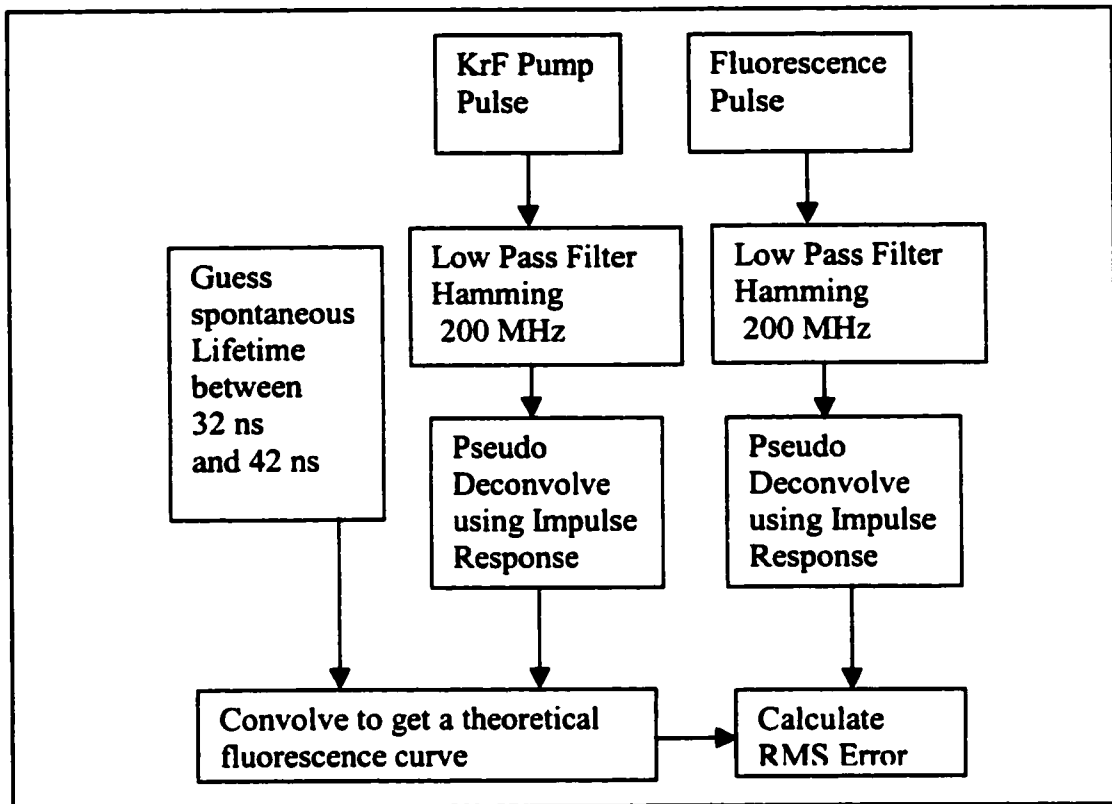 KrF Pump
Pulse
Fluorescence
Pulse
Guess
spontaneous
Lifetime
between
32 ns
and 42 ns
Low Pass Filter
Hamming
200 MHz
Low Pass Filter
Hamming
200 MHz
Pseudo
Deconvolve
using Impulse
Response
Pseudo
Deconvolve
using Impulse
Response
Convolve to get a theoretical
fluorescence curve
Calculate
RMS Error